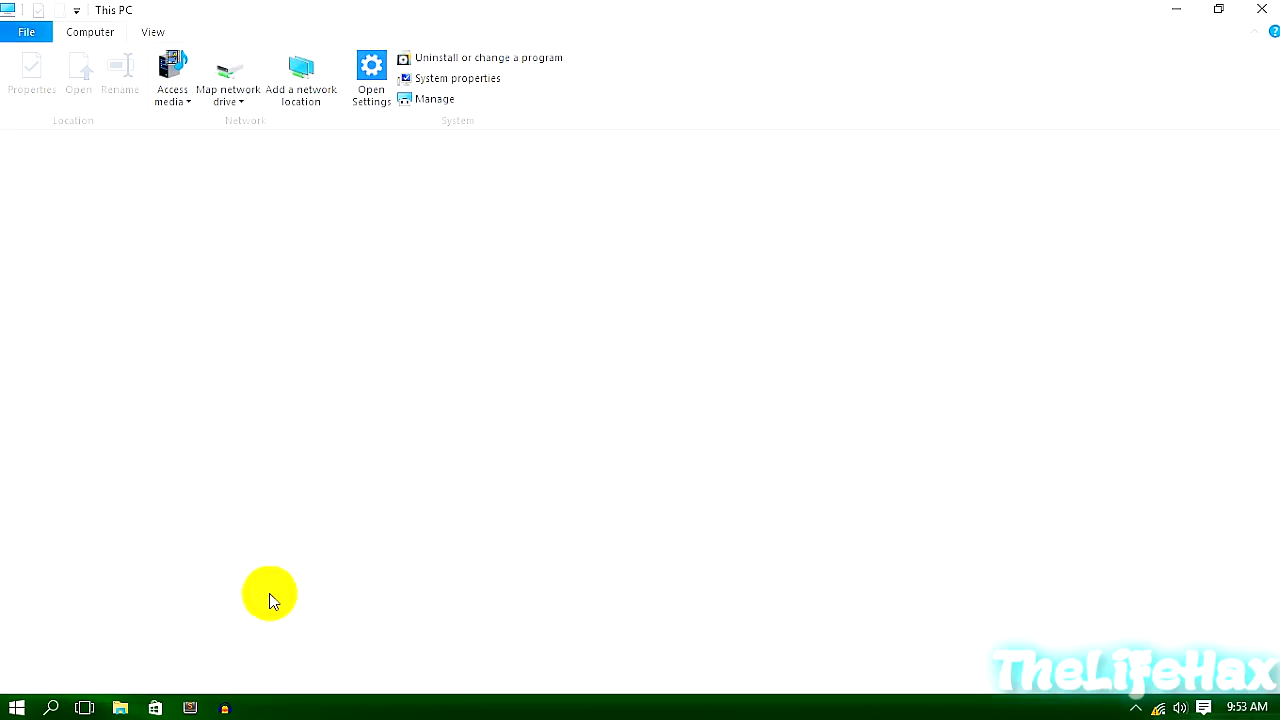 This PC
File Computer View
Properties Open Rename Access media Map network drive Add a network location Open Settings Uninstall or change a program
System properties
Manage
Location Network System
TheLifeHax
9:53 AM